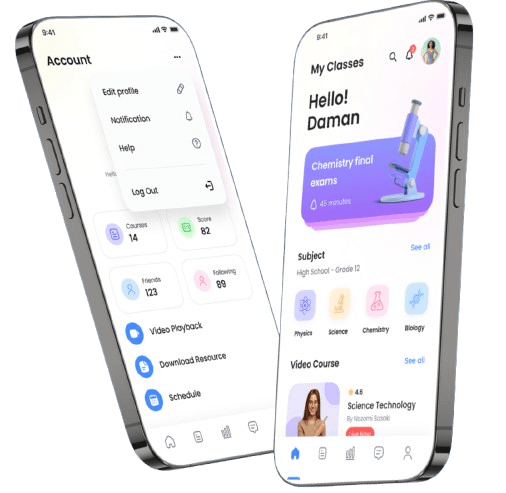 9:41
Account
Edit profile
Notification
Help
Log Out
Hello
Courses
14
Score
82
Friends
123
Following
89
Video Playback
Download Resource
Schedule
9:41
My Classes
Hello!
Daman
Chemistry final
exams
45 minutes
Subject
See all
High School - Grade 12
Physics
Science
Chemistry
Biology
Video Course
See all
4.6
Science Technology
By Nozomi Sasaki